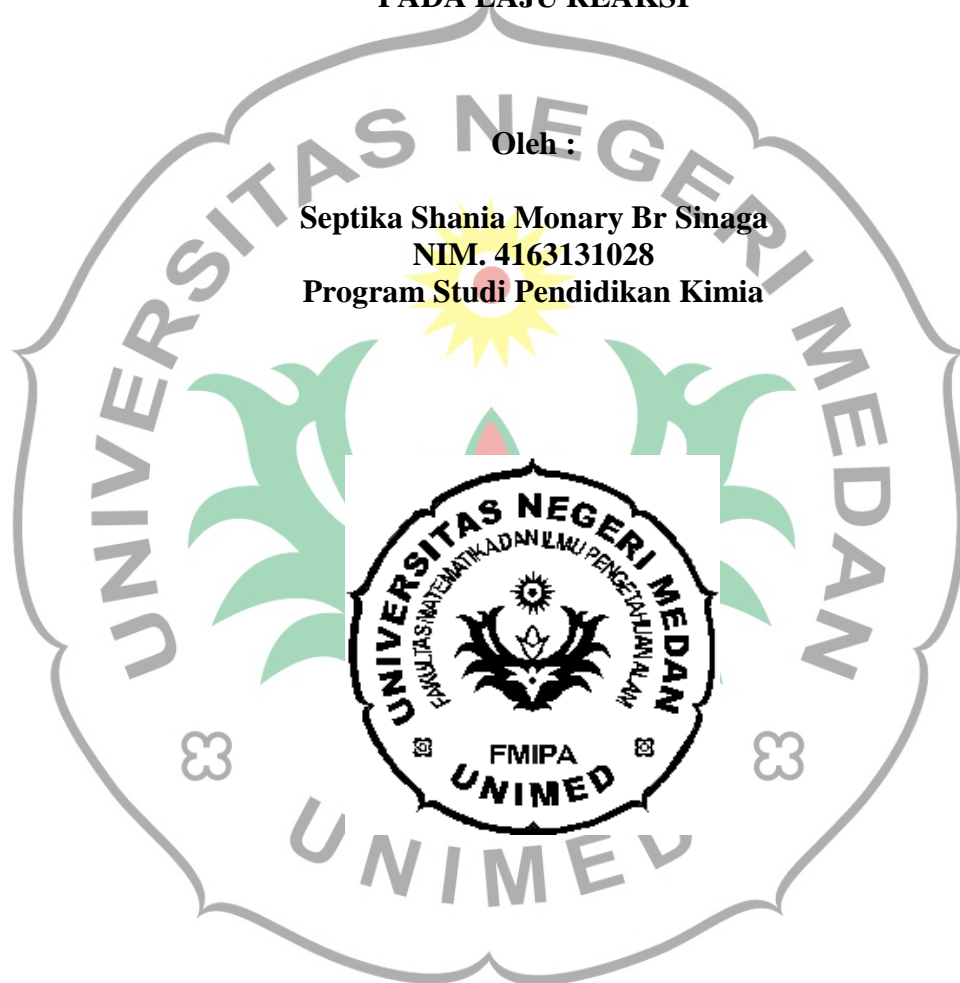 PADA LAJU REAKSI
Oleh :
Septika Shania Monary Br Sinaga
NIM. 4163131028
Program Studi Pendidikan Kimia
UNIVERSITAS NEGERI MEDAN
UNIMED
UNIVERSITAS NEGERI MEDAN
FAKULTAS MATEMATIKA DAN ILMU PENGETAHUAN ALAM
FMIPA
UNIMED